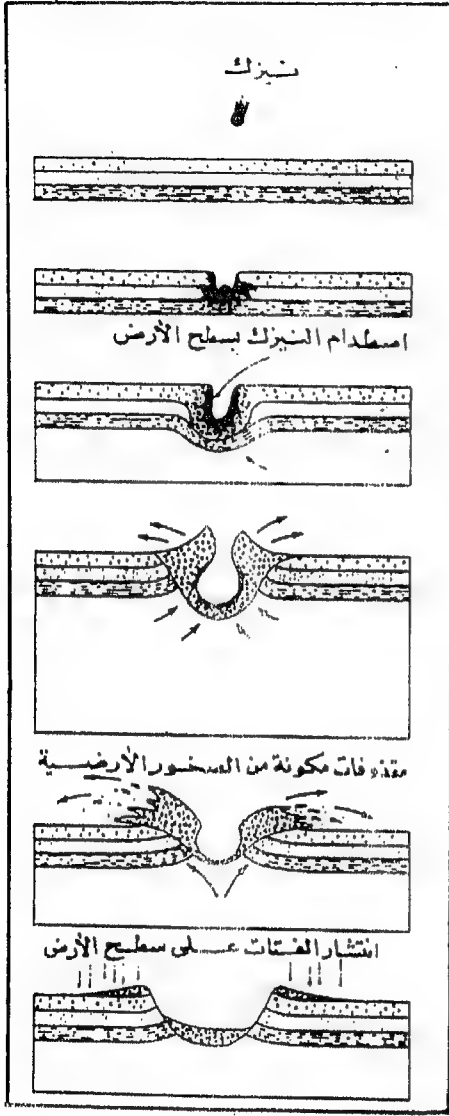 نيزك
اصطدام النيزك بسطح الأرض
مقذوفات مكونة من الصخور الأرضية
انتشار الفتات على سطح الأرض